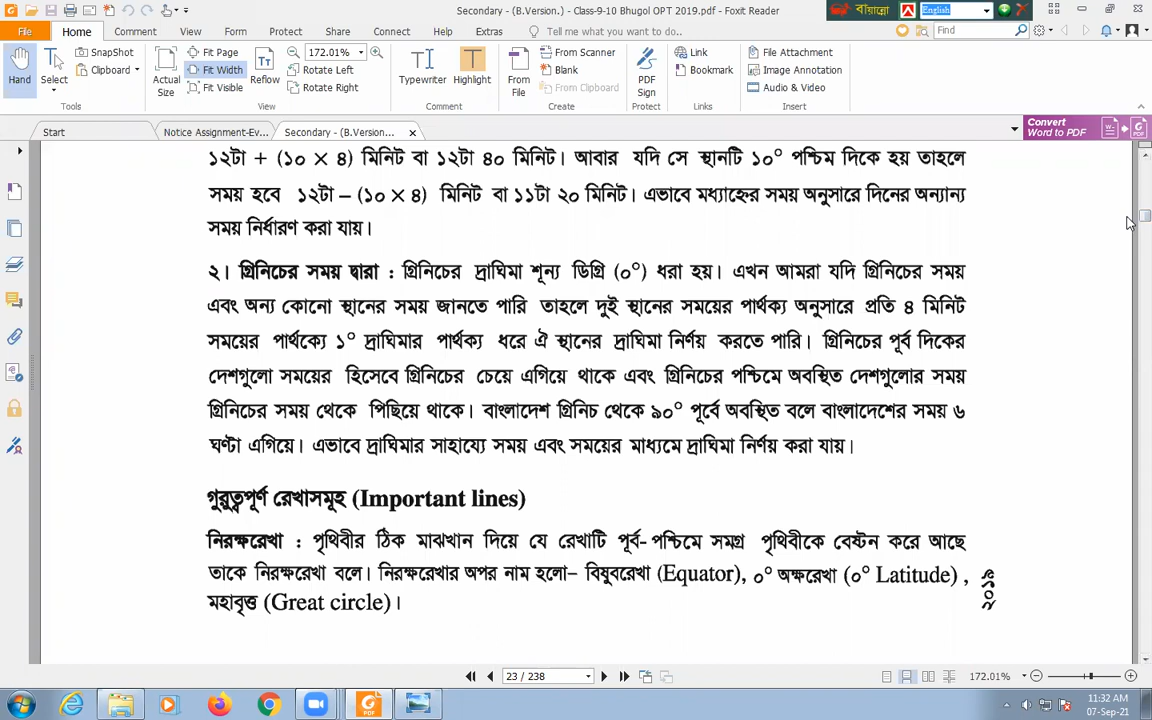 Secondary - (B.Version.) - Class-9-10 Bhugol OPT 2019.pdf - Foxit Reader
বায়ান্নো English
File Home Comment View Form Protect Share Connect Help Extras Tell me what you want to do... Find
Hand Select SnapShot Clipboard Actual Size Fit Page Fit Width Fit Visible Reflow 172.01% Rotate Left Rotate Right Typewriter Highlight From File From Scanner Blank From Clipboard PDF Sign Link Bookmark File Attachment Image Annotation Audio & Video
Tools View Comment Create Protect Links Insert
Start Notice Assignment-Ev... Secondary - (B.Version... Convert Word to PDF
১২টা + (১০ × ৪) মিনিট বা ১২টা ৪০ মিনিট। আবার যদি সে স্থানটি ১০° পশ্চিম দিকে হয় তাহলে
সময় হবে ১২টা – (১০ × ৪) মিনিট বা ১১টা ২০ মিনিট। এভাবে মধ্যাহ্নের সময় অনুসারে দিনের অন্যান্য
সময় নির্ধারণ করা যায়।
২। গ্রিনিচের সময় দ্বারা : গ্রিনিচের দ্রাঘিমা শূন্য ডিগ্রি (০°) ধরা হয়। এখন আমরা যদি গ্রিনিচের সময়
এবং অন্য কোনো স্থানের সময় জানতে পারি তাহলে দুই স্থানের সময়ের পার্থক্য অনুসারে প্রতি ৪ মিনিট
সময়ের পার্থক্যে ১° দ্রাঘিমার পার্থক্য ধরে ঐ স্থানের দ্রাঘিমা নির্ণয় করতে পারি। গ্রিনিচের পূর্ব দিকের
দেশগুলো সময়ের হিসেবে গ্রিনিচের চেয়ে এগিয়ে থাকে এবং গ্রিনিচের পশ্চিমে অবস্থিত দেশগুলোর সময়
গ্রিনিচের সময় থেকে পিছিয়ে থাকে। বাংলাদেশ গ্রিনিচ থেকে ৯০° পূর্বে অবস্থিত বলে বাংলাদেশের সময় ৬
ঘণ্টা এগিয়ে। এভাবে দ্রাঘিমার সাহায্যে সময় এবং সময়ের মাধ্যমে দ্রাঘিমা নির্ণয় করা যায়।
গুরুত্বপূর্ণ রেখাসমূহ (Important lines)
নিরক্ষরেখা : পৃথিবীর ঠিক মাঝখান দিয়ে যে রেখাটি পূর্ব- পশ্চিমে সমগ্র পৃথিবীকে বেষ্টন করে আছে
তাকে নিরক্ষরেখা বলে। নিরক্ষরেখার অপর নাম হলো– বিষুবরেখা (Equator), ০° অক্ষরেখা (০° Latitude) ,
মহাবৃত্ত (Great circle)।
২০১৯
23 / 238 172.01%
11:32 AM
07-Sep-21